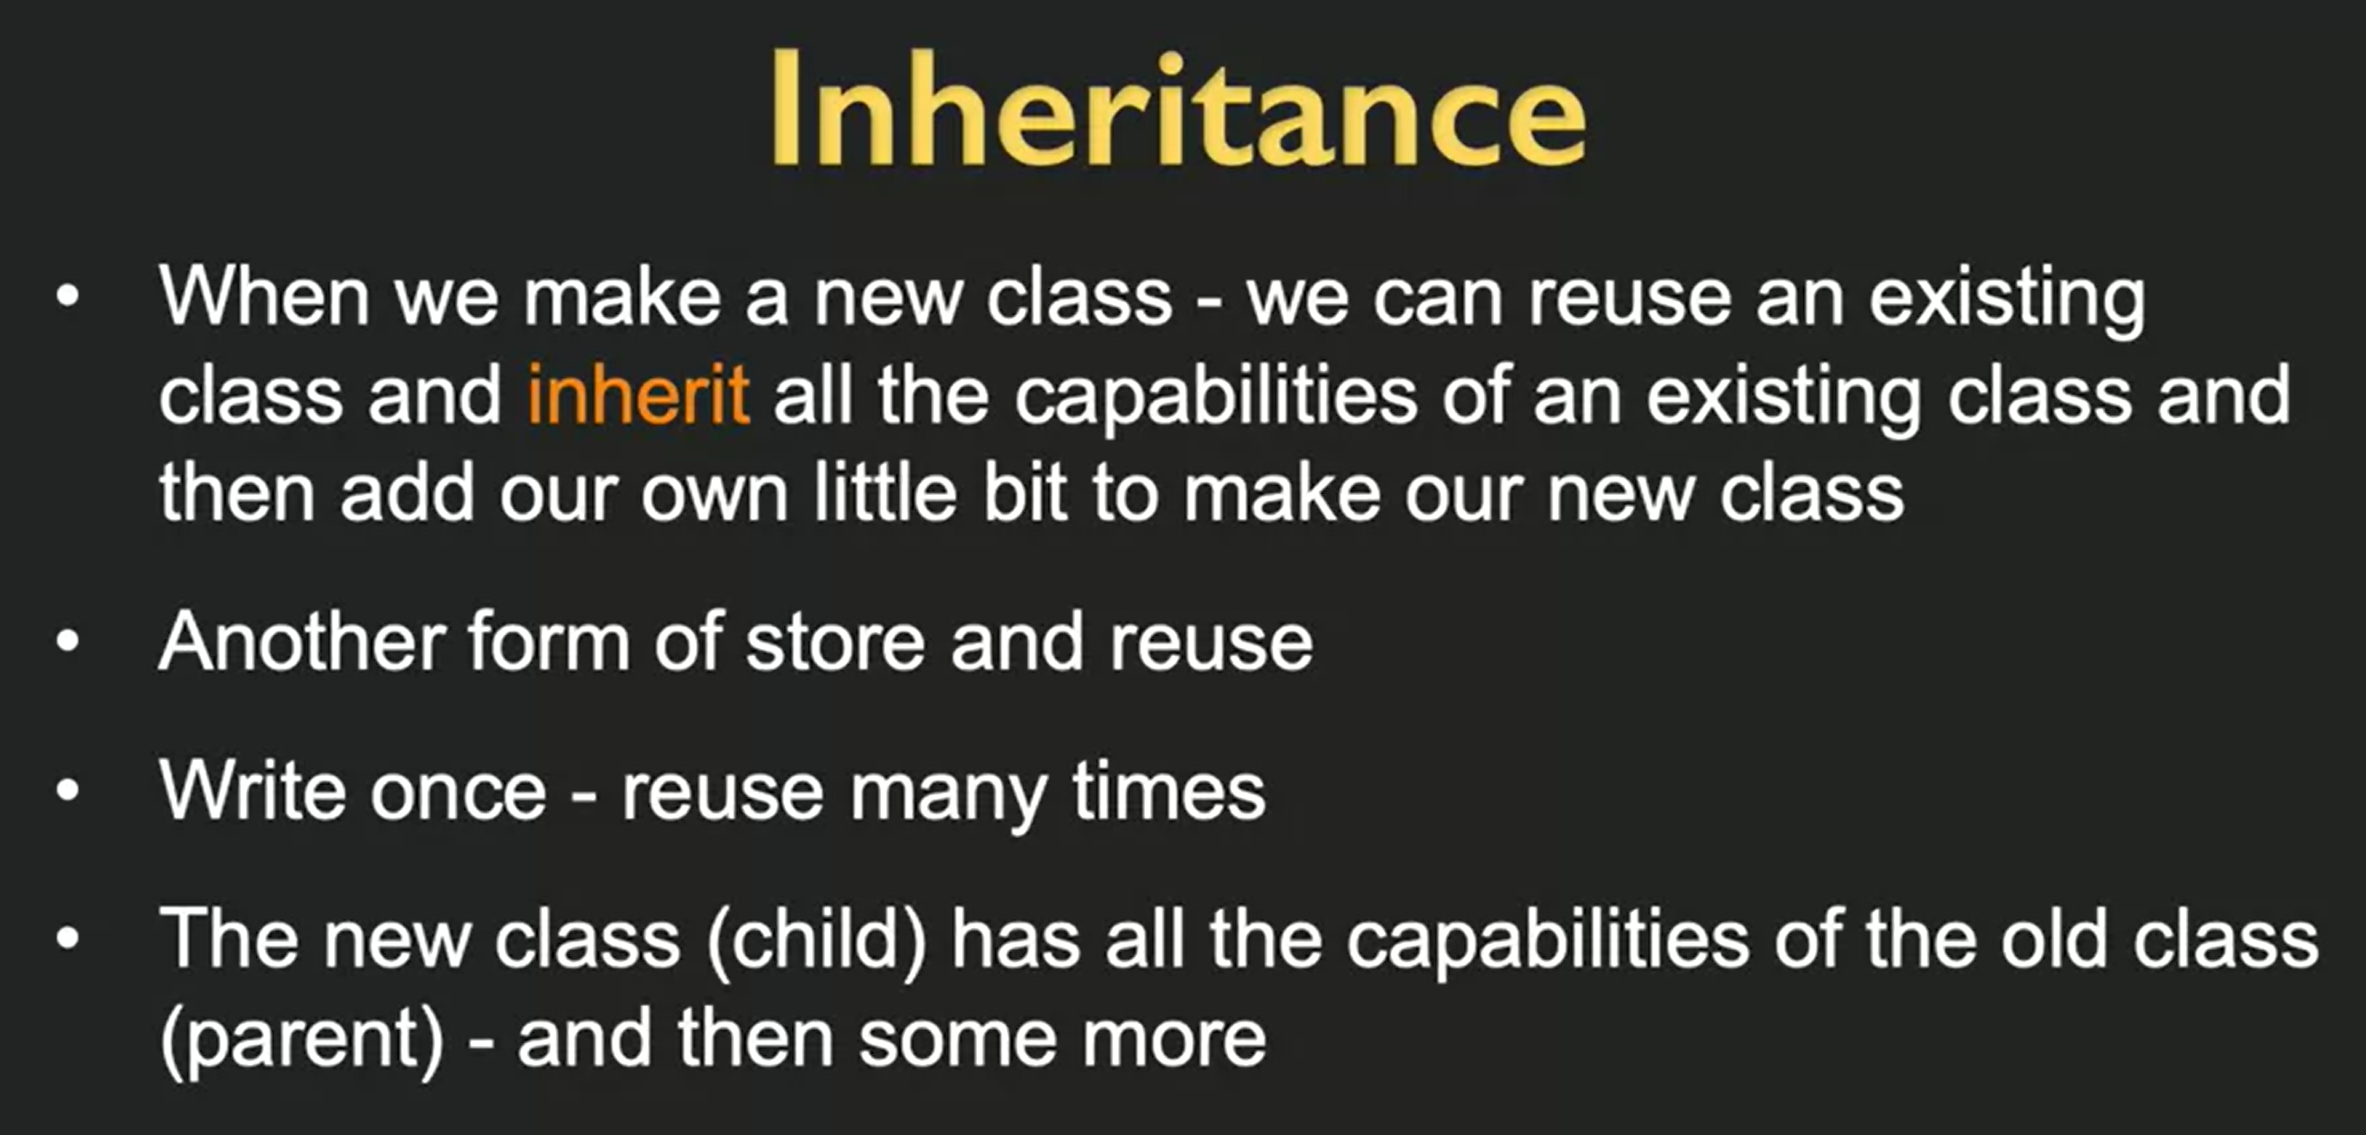 Inheritance
• When we make a new class - we can reuse an existing
class and inherit all the capabilities of an existing class and
then add our own little bit to make our new class
• Another form of store and reuse
• Write once - reuse many times
• The new class (child) has all the capabilities of the old class
(parent) - and then some more